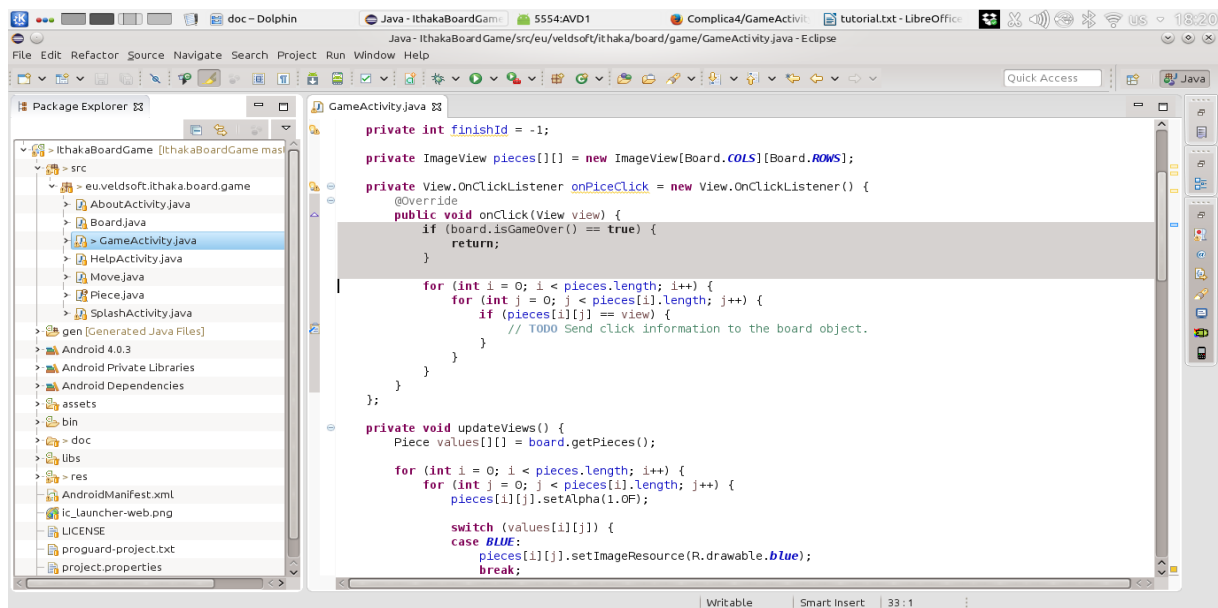 doc – Dolphin
Java - IthakaBoardGame
5554:AVD1
Complica4/GameActivit
tutorial.txt - LibreOffice
us
18:20
Java - IthakaBoardGame/src/eu/veldsoft/ithaka/board/game/GameActivity.java - Eclipse
File Edit Refactor Source Navigate Search Project Run Window Help
Quick Access
Java
Package Explorer
GameActivity.java
> IthakaBoardGame [IthakaBoardGame mas
> src
> eu.veldsoft.ithaka.board.game
AboutActivity.java
Board.java
> GameActivity.java
HelpActivity.java
Move.java
Piece.java
SplashActivity.java
gen [Generated Java Files]
Android 4.0.3
Android Private Libraries
Android Dependencies
assets
bin
> doc
libs
> res
AndroidManifest.xml
ic_launcher-web.png
LICENSE
proguard-project.txt
project.properties
private int finishId = -1;
private ImageView pieces[][] = new ImageView[Board.COLS][Board.ROWS];
private View.OnClickListener onPiceClick = new View.OnClickListener() {
@Override
public void onClick(View view) {
if (board.isGameOver() == true) {
return;
}
for (int i = 0; i < pieces.length; i++) {
for (int j = 0; j < pieces[i].length; j++) {
if (pieces[i][j] == view) {
// TODO Send click information to the board object.
}
}
}
}
};
private void updateViews() {
Piece values[][] = board.getPieces();
for (int i = 0; i < pieces.length; i++) {
for (int j = 0; j < pieces[i].length; j++) {
pieces[i][j].setAlpha(1.0F);
switch (values[i][j]) {
case BLUE:
pieces[i][j].setImageResource(R.drawable.blue);
break;
Writable
Smart Insert
33 : 1